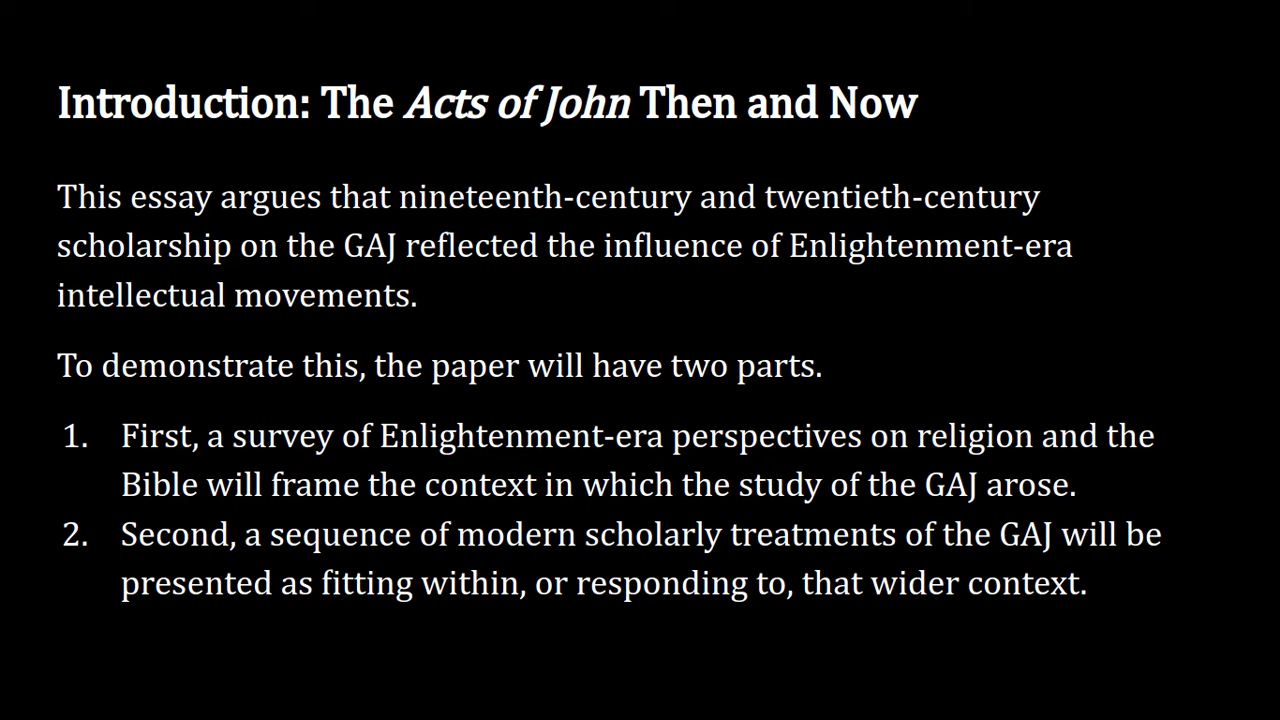 Introduction: The Acts of John Then and Now
This essay argues that nineteenth-century and twentieth-century
scholarship on the GAJ reflected the influence of Enlightenment-era
intellectual movements.
To demonstrate this, the paper will have two parts.
1. First, a survey of Enlightenment-era perspectives on religion and the
Bible will frame the context in which the study of the GAJ arose.
2. Second, a sequence of modern scholarly treatments of the GAJ will be
presented as fitting within, or responding to, that wider context.